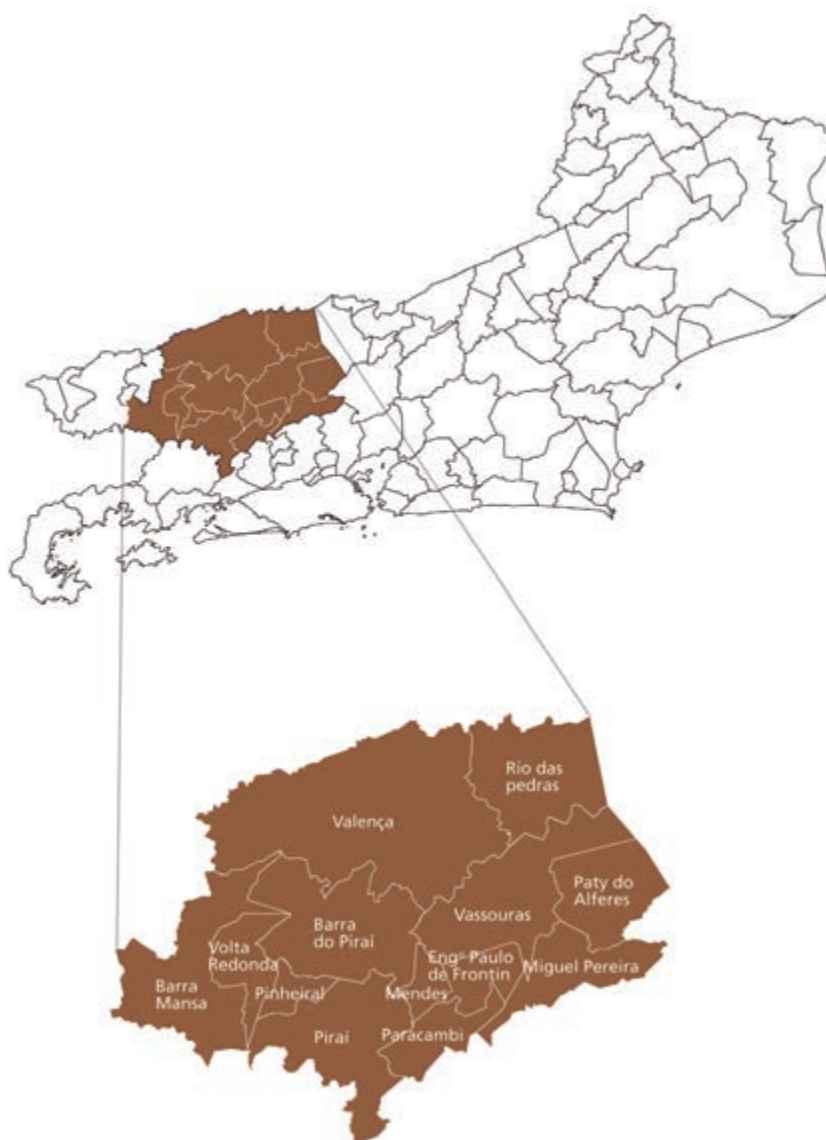 Rio das
pedras
Valença
Paty do
Alferes
Vassouras
Barra
do Piraí
Volta
Redonda
Engº Paulo
de Frontin
Miguel Pereira
Barra
Mansa
Pinheiral
Mendes
Piraí
Paracambi